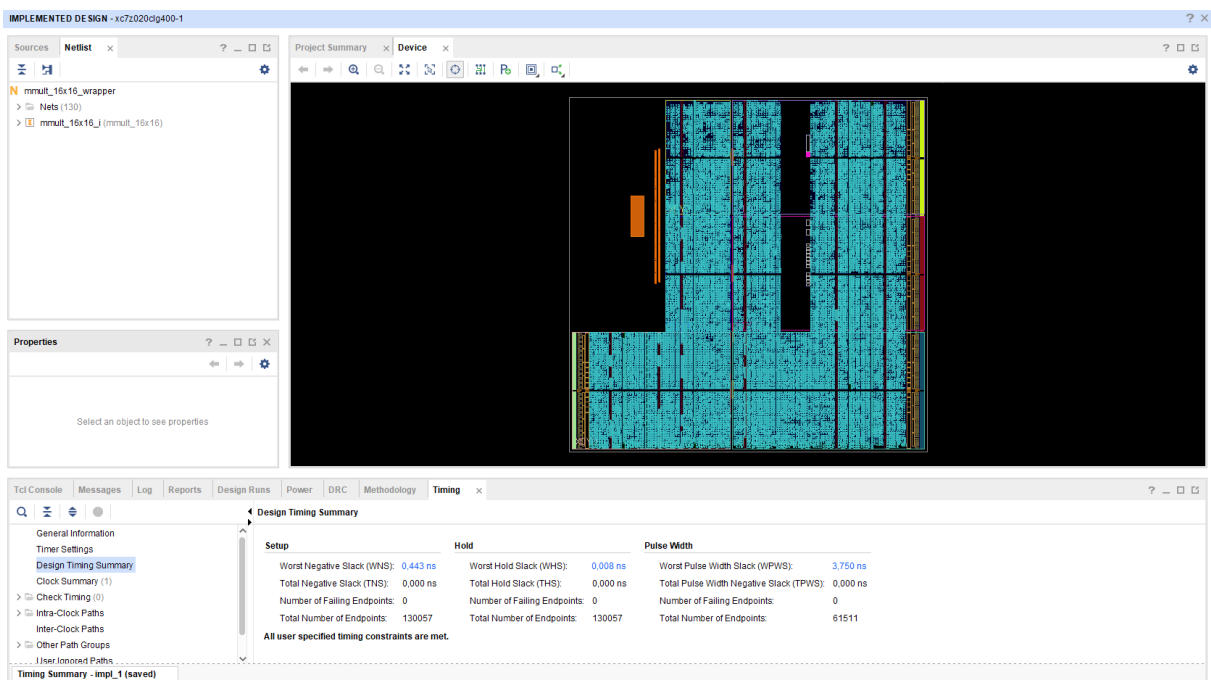 IMPLEMENTED DESIGN - xc7z020clg400-1
Sources Netlist
N mmult_16x16_wrapper
Nets (130)
mmult_16x16_i (mmult_16x16)
Properties
Select an object to see properties
Project Summary Device
Tcl Console Messages Log Reports Design Runs Power DRC Methodology Timing
General Information
Timer Settings
Design Timing Summary
Clock Summary (1)
Check Timing (0)
Intra-Clock Paths
Inter-Clock Paths
Other Path Groups
User Ignored Paths
Design Timing Summary
Setup Hold Pulse Width
Worst Negative Slack (WNS): 0,443 ns Worst Hold Slack (WHS): 0,008 ns Worst Pulse Width Slack (WPWS): 3,750 ns
Total Negative Slack (TNS): 0,000 ns Total Hold Slack (THS): 0,000 ns Total Pulse Width Negative Slack (TPWS): 0,000 ns
Number of Failing Endpoints: 0 Number of Failing Endpoints: 0 Number of Failing Endpoints: 0
Total Number of Endpoints: 130057 Total Number of Endpoints: 130057 Total Number of Endpoints: 61511
All user specified timing constraints are met.
Timing Summary - impl_1 (saved)